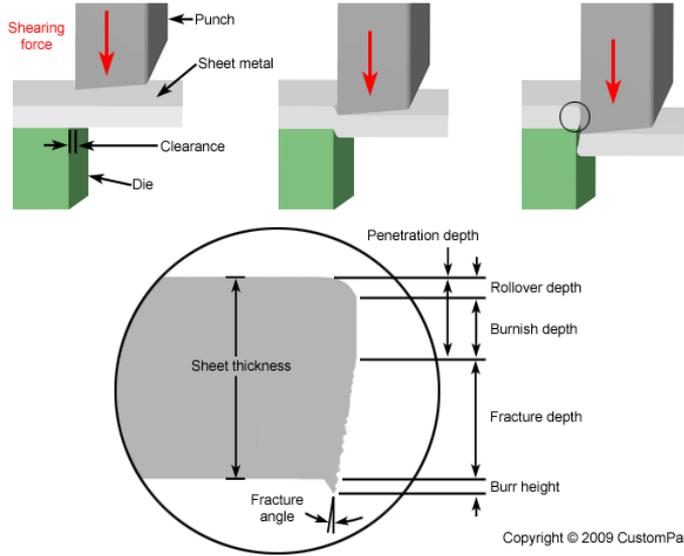 Shearing
force
Punch
Sheet metal
Clearance
Die
Penetration depth
Rollover depth
Burnish depth
Sheet thickness
Fracture depth
Burr height
Fracture
angle
Copyright © 2009 CustomPa